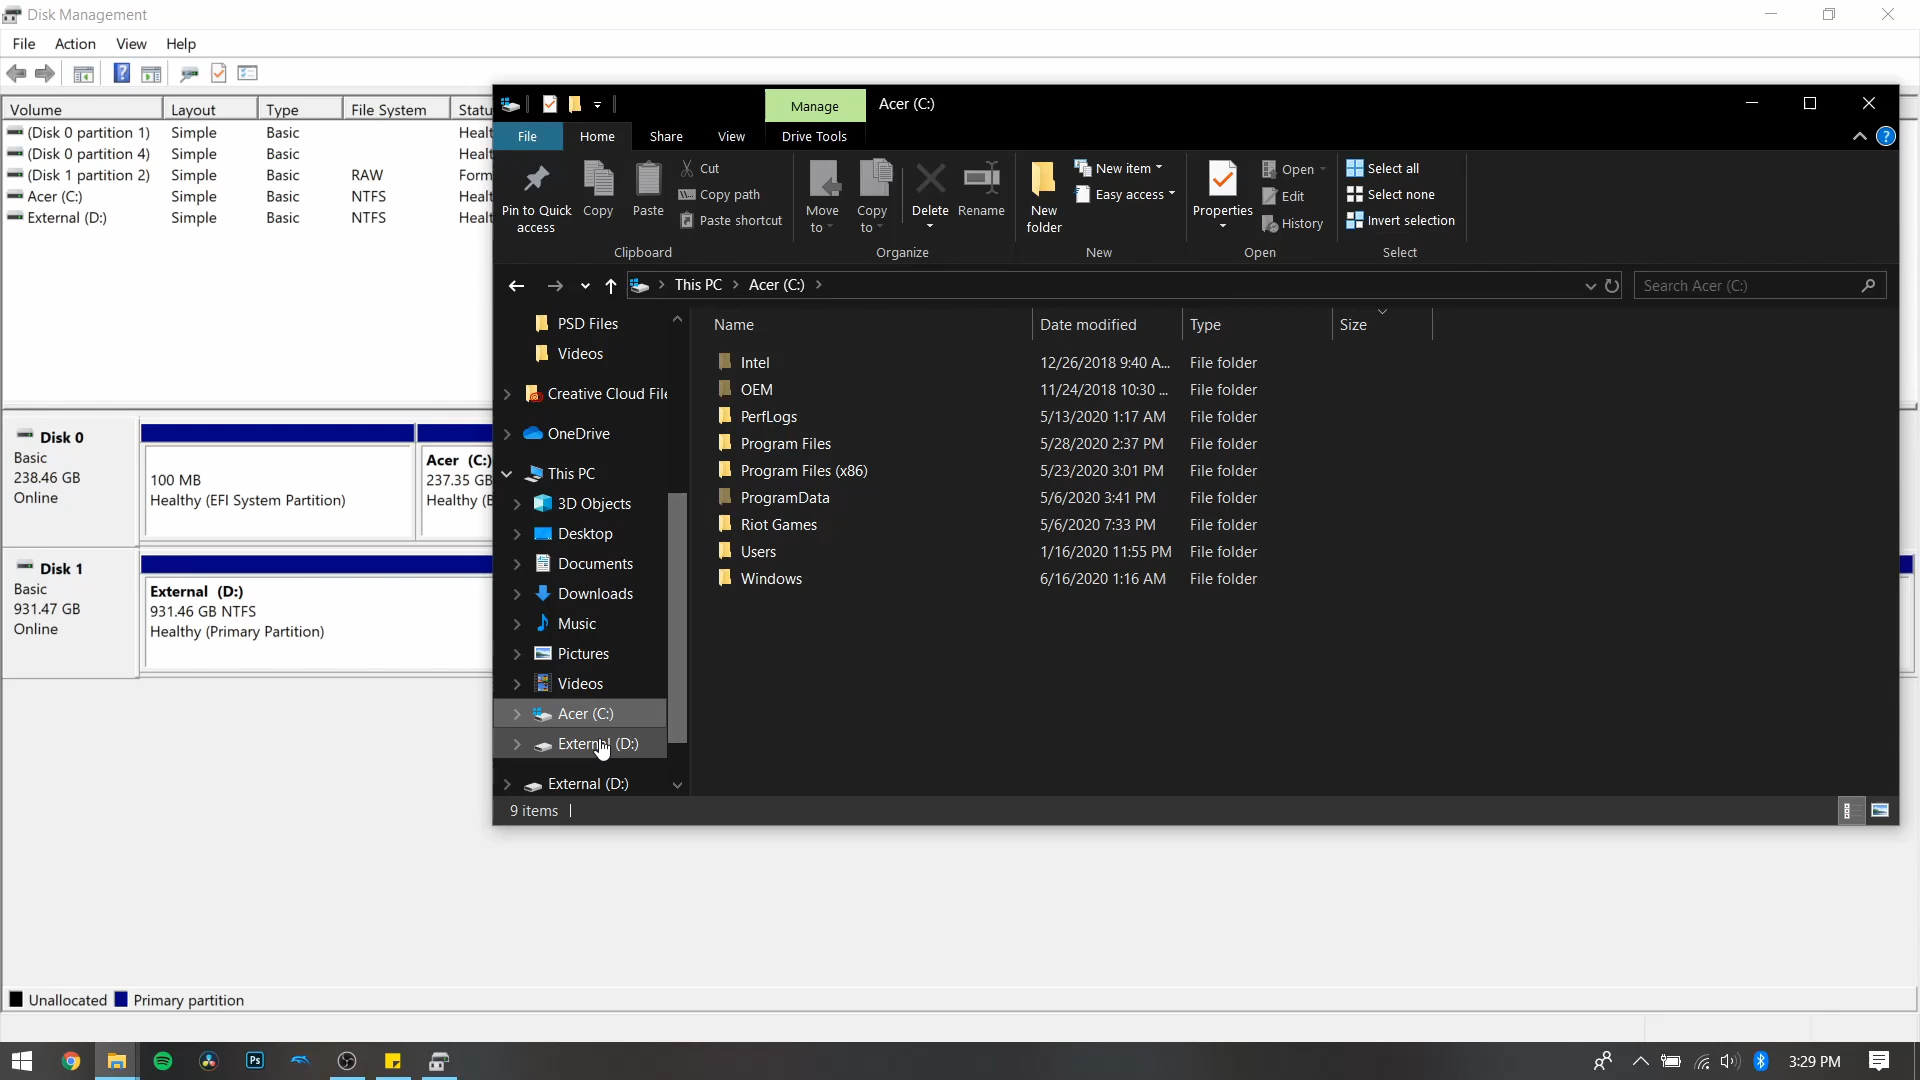 Disk Management
File Action View Help
Volume Layout Type File System Statu
(Disk 0 partition 1) Simple Basic Healt
(Disk 0 partition 4) Simple Basic Healt
(Disk 1 partition 2) Simple Basic RAW Form
Acer (C:) Simple Basic NTFS Healt
External (D:) Simple Basic NTFS Healt
Disk 0
Basic
238.46 GB
Online
100 MB
Healthy (EFI System Partition)
Acer (C:)
237.35 GB
Healthy (B
Disk 1
Basic
931.47 GB
Online
External (D:)
931.46 GB NTFS
Healthy (Primary Partition)
Unallocated Primary partition
Manage Acer (C:)
File Home Share View Drive Tools
Pin to Quick access
Copy
Paste
Cut
Copy path
Paste shortcut
Clipboard
Move to
Copy to
Delete
Rename
Organize
New folder
New item
Easy access
New
Properties
Open
Edit
History
Open
Select all
Select none
Invert selection
Select
This PC > Acer (C:) >
Search Acer (C:)
PSD Files
Videos
Creative Cloud File
OneDrive
This PC
3D Objects
Desktop
Documents
Downloads
Music
Pictures
Videos
Acer (C:)
External (D:)
External (D:)
Name Date modified Type Size
Intel 12/26/2018 9:40 A... File folder
OEM 11/24/2018 10:30 ... File folder
PerfLogs 5/13/2020 1:17 AM File folder
Program Files 5/28/2020 2:37 PM File folder
Program Files (x86) 5/23/2020 3:01 PM File folder
ProgramData 5/6/2020 3:41 PM File folder
Riot Games 5/6/2020 7:33 PM File folder
Users 1/16/2020 11:55 PM File folder
Windows 6/16/2020 1:16 AM File folder
9 items
Ps
3:29 PM